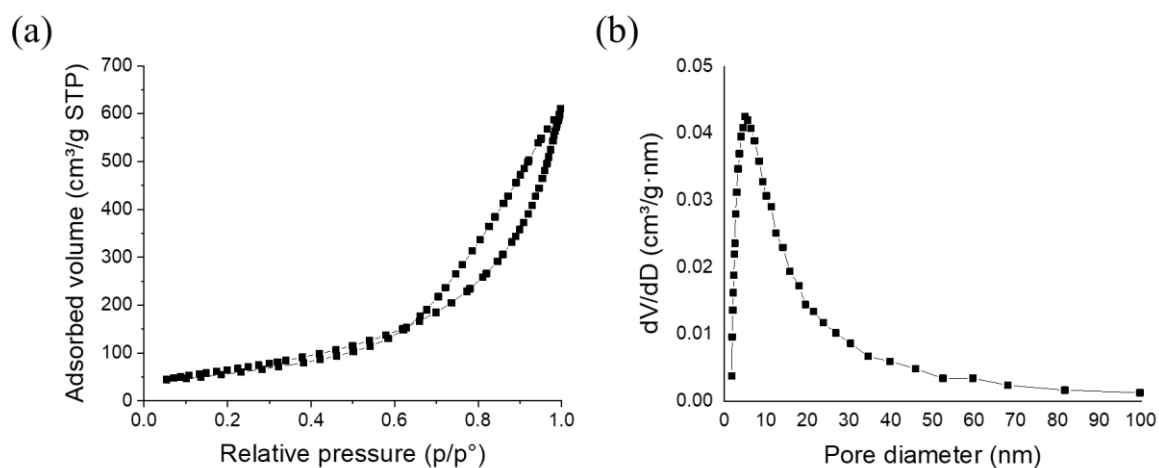 (a)
Adsorbed volume (cm³/g STP)
700
600
500
400
300
200
100
0
0.0 0.2 0.4 0.6 0.8 1.0
Relative pressure (p/p°)
(b)
dV/dD (cm³/g·nm)
0.05
0.04
0.03
0.02
0.01
0.00
0 10 20 30 40 50 60 70 80 90 100
Pore diameter (nm)